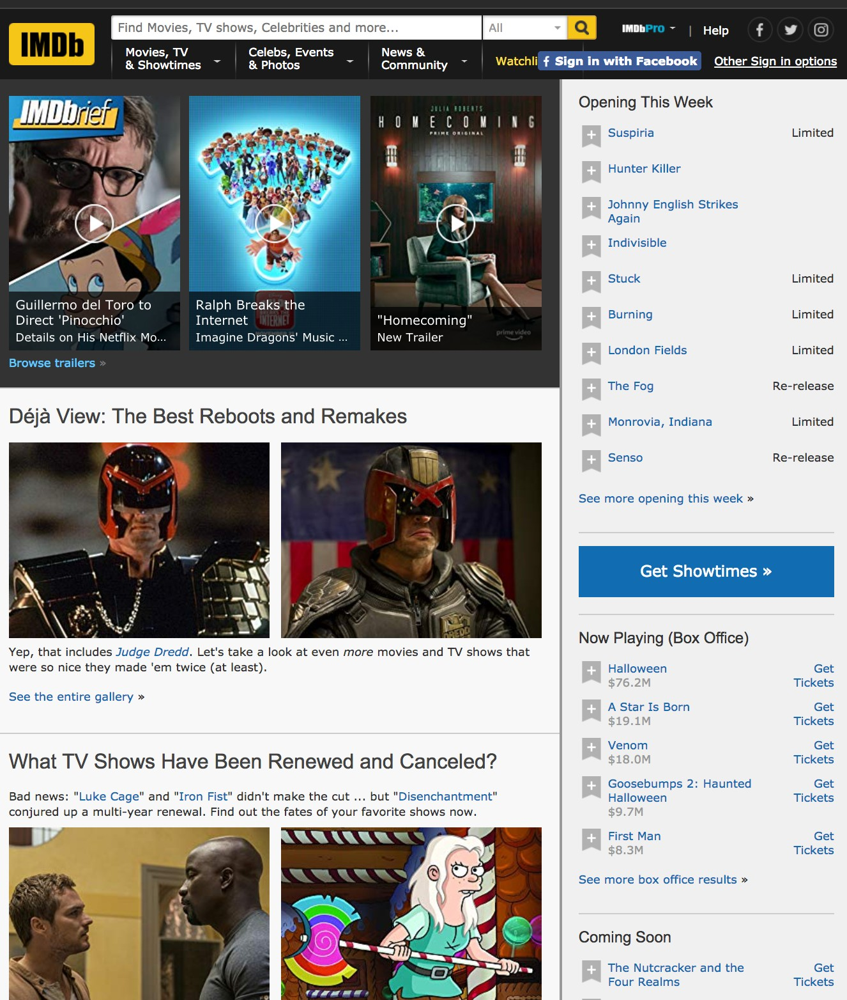 IMDb
Find Movies, TV shows, Celebrities and more...
All
IMDbPro
|
Help
Movies, TV
& Showtimes
Celebs, Events
& Photos
News &
Community
Watchli
f Sign in with Facebook
Other Sign in options
IMDbrief
Guillermo del Toro to
Direct 'Pinocchio'
Details on His Netflix Mo...
Ralph Breaks the
Internet
Imagine Dragons' Music ...
INTERNET
JULIA ROBERTS
HOMECOMING
PRIME ORIGINAL
"Homecoming"
New Trailer
prime video
Browse trailers »
Déjà View: The Best Reboots and Remakes
DREDD
Yep, that includes Judge Dredd. Let's take a look at even more movies and TV shows that
were so nice they made 'em twice (at least).
See the entire gallery »
What TV Shows Have Been Renewed and Canceled?
Bad news: "Luke Cage" and "Iron Fist" didn't make the cut ... but "Disenchantment"
conjured up a multi-year renewal. Find out the fates of your favorite shows now.
Opening This Week
Suspiria Limited
Hunter Killer
Johnny English Strikes
Again
Indivisible
Stuck Limited
Burning Limited
London Fields Limited
The Fog Re-release
Monrovia, Indiana Limited
Senso Re-release
See more opening this week »
Get Showtimes »
Now Playing (Box Office)
Halloween Get
$76.2M Tickets
A Star Is Born Get
$19.1M Tickets
Venom Get
$18.0M Tickets
Goosebumps 2: Haunted Get
Halloween Tickets
$9.7M
First Man Get
$8.3M Tickets
See more box office results »
Coming Soon
The Nutcracker and the Get
Four Realms Tickets